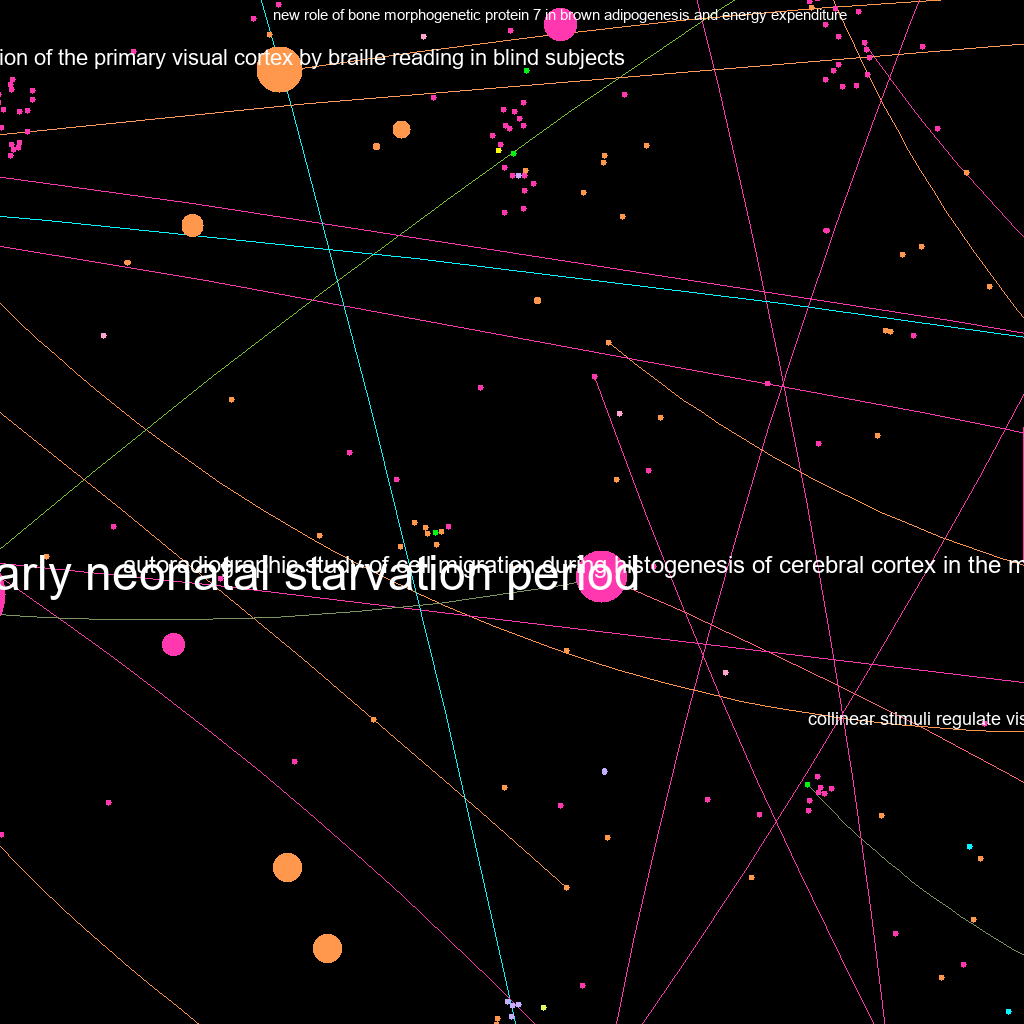 new role of bone morphogenetic protein 7 in brown adipogenesis and energy expenditure
ion of the primary visual cortex by braille reading in blind subjects
autoradiographic study of cell migration during histogenesis of cerebral cortex in the m
arly neonatal starvation period
collinear stimuli regulate vis